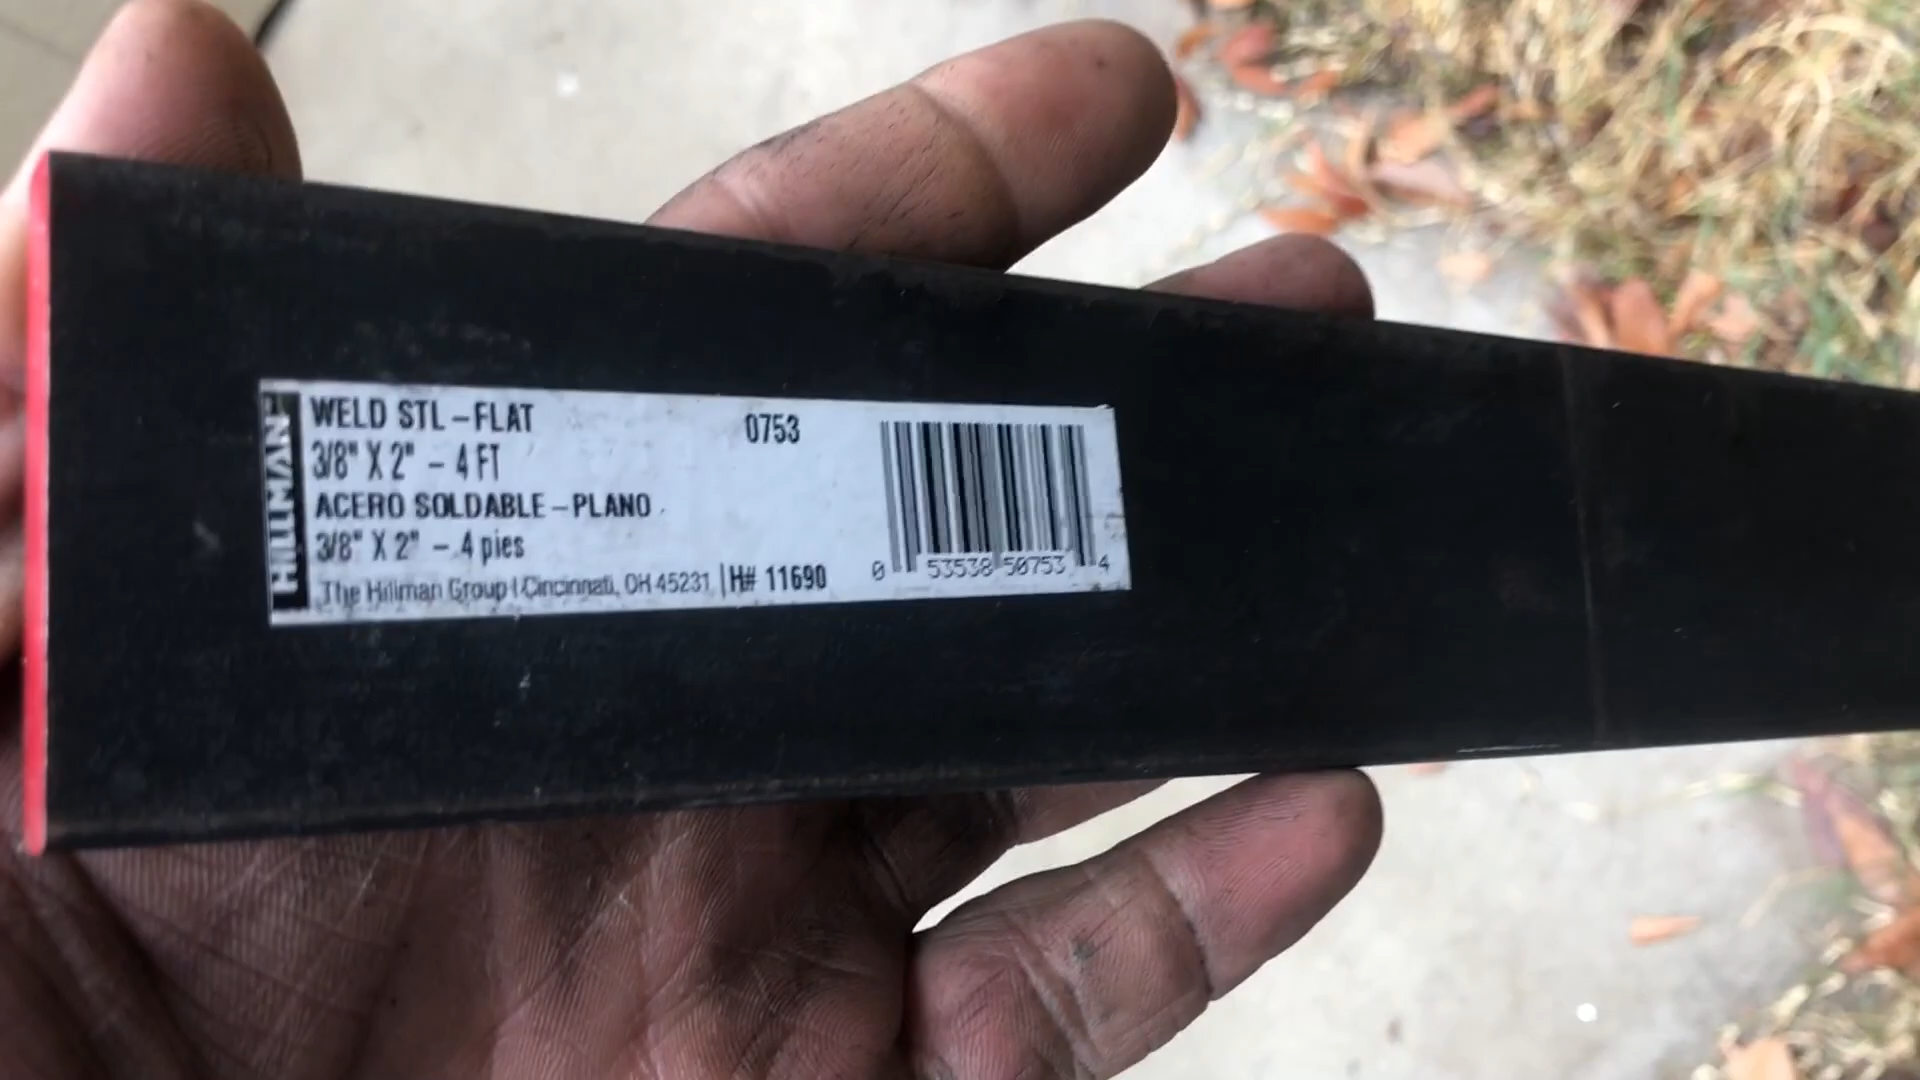 HILLMAN
WELD STL – FLAT 0753
3/8" X 2" – 4 FT
ACERO SOLDABLE – PLANO
3/8" X 2" – 4 pies
The Hillman Group | Cincinnati, OH 45231 | H# 11690
0 53538 50753 4